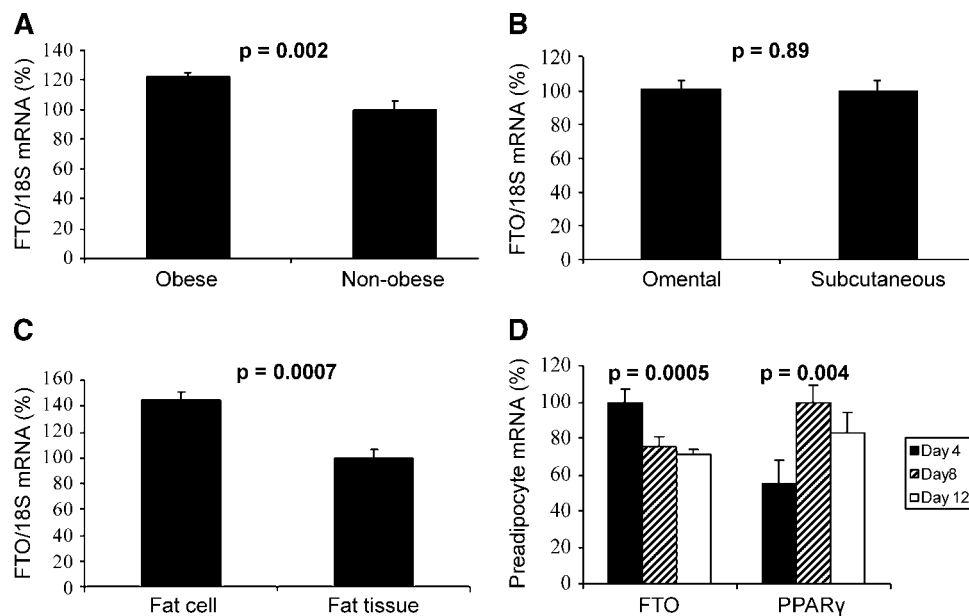 A
p = 0.002
FTO/18S mRNA (%)
140
120
100
80
60
40
20
0
Obese Non-obese
B
p = 0.89
FTO/18S mRNA (%)
120
100
80
60
40
20
0
Omental Subcutaneous
C
p = 0.0007
FTO/18S mRNA (%)
160
140
120
100
80
60
40
20
0
Fat cell Fat tissue
D
p = 0.0005 p = 0.004
Preadipocyte mRNA (%)
120
100
80
60
40
20
0
FTO PPARγ
Day 4
Day8
Day 12